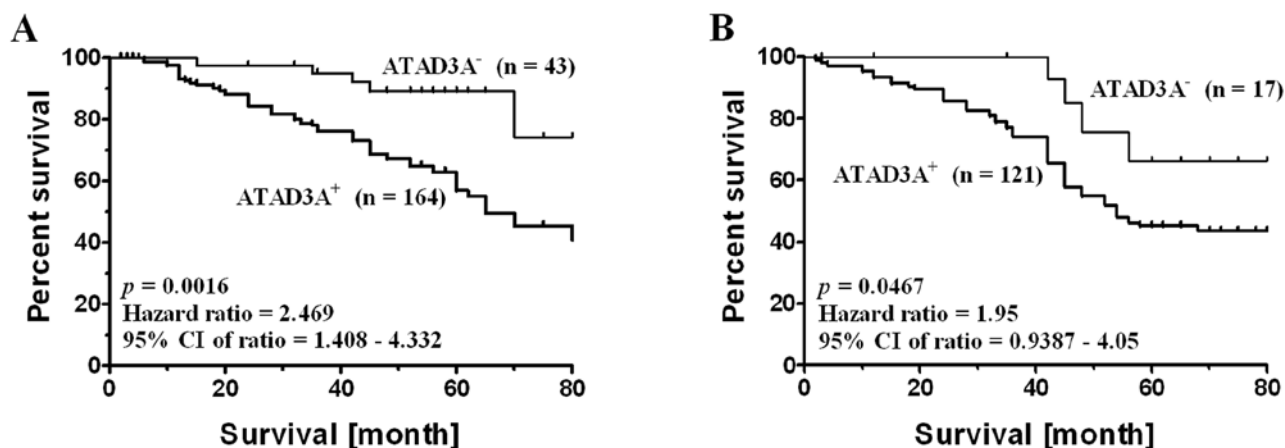 A
100
80
60
40
20
0
Percent survival
ATAD3A⁻ (n = 43)
ATAD3A⁺ (n = 164)
p = 0.0016
Hazard ratio = 2.469
95% CI of ratio = 1.408 - 4.332
0 20 40 60 80
Survival [month]
B
100
80
60
40
20
0
Percent survival
ATAD3A⁻ (n = 17)
ATAD3A⁺ (n = 121)
p = 0.0467
Hazard ratio = 1.95
95% CI of ratio = 0.9387 - 4.05
0 20 40 60 80
Survival [month]